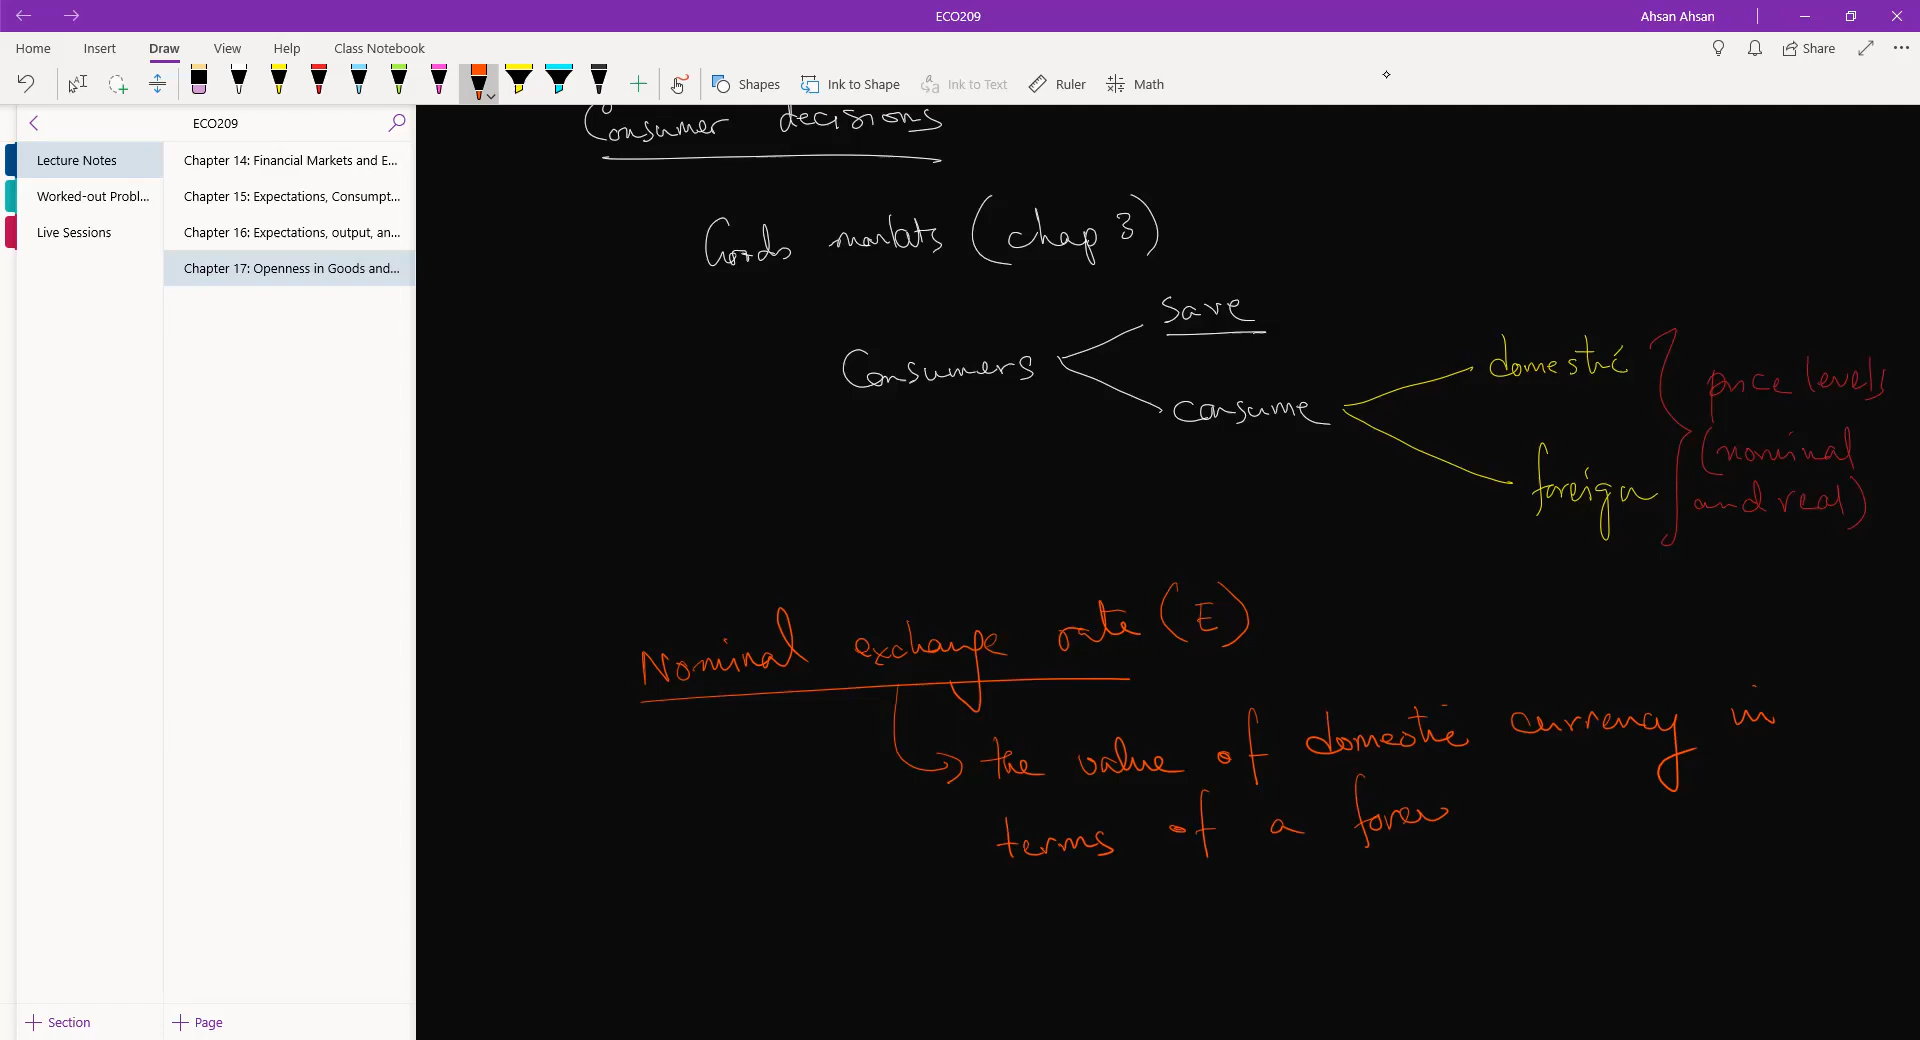 ECO209
Ahsan Ahsan
Home Insert Draw View Help Class Notebook
Share
Shapes Ink to Shape Ink to Text Ruler Math
ECO209
Lecture Notes
Worked-out Probl...
Live Sessions
Chapter 14: Financial Markets and E...
Chapter 15: Expectations, Consumpt...
Chapter 16: Expectations, output, an...
Chapter 17: Openness in Goods and...
Section
Page
Consumer decisions
Goods markets (chap 3)
save
Consumers
consume
domestic
foreign
price levels
(nominal
and real)
Nominal exchange rate (E)
the value of domestic currency in
terms of a fore